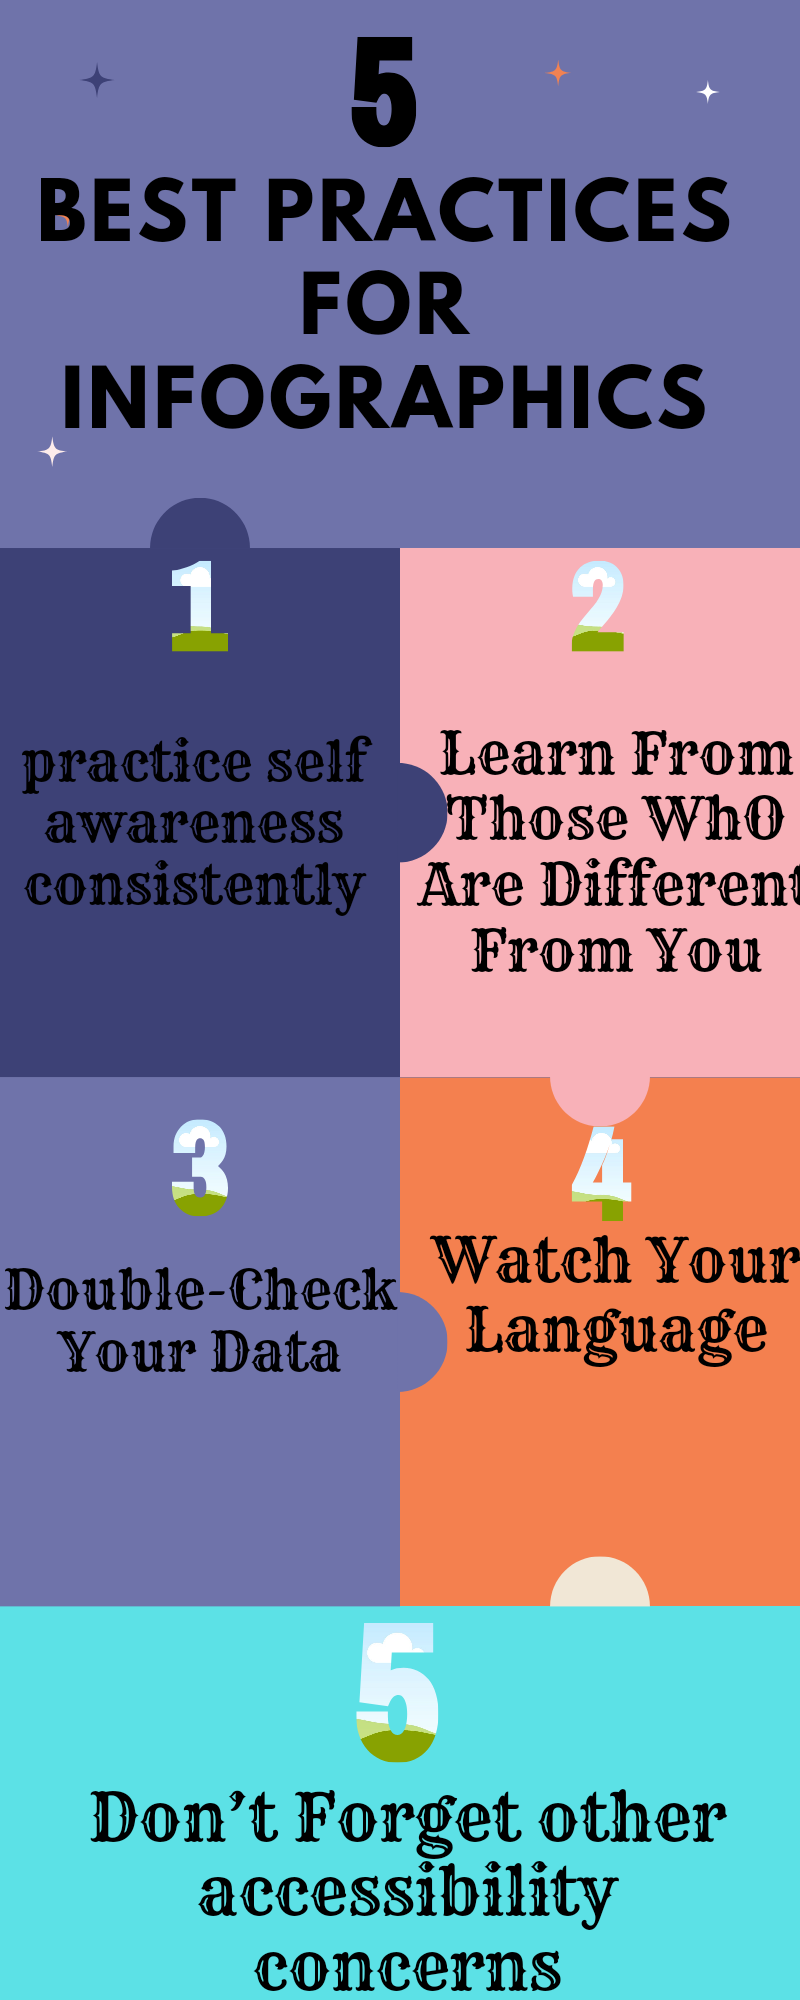 5
BEST PRACTICES
FOR
INFOGRAPHICS
1
practice self
awareness
consistently
2
Learn From
Those WhO
Are Different
From You
3
Double-Check
Your Data
4
Watch Your
Language
5
Don't Forget other
accessibility
concerns